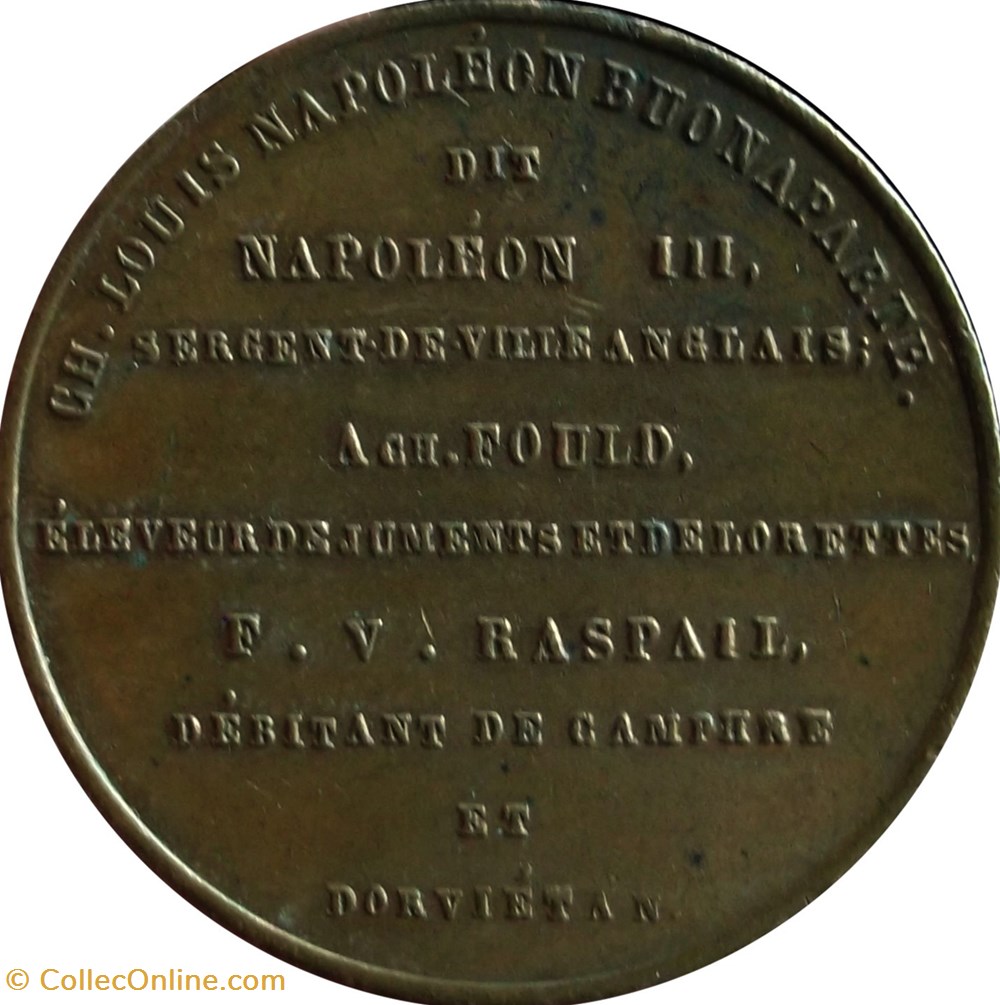 CH. LOUIS NAPOLÉON BUONAPARTE.
DIT
NAPOLÉON III,
SERGENT-DE-VILLE ANGLAIS;
ACH. FOULD,
ÉLEVEUR DE JUMENTS ET DE LORETTES
F. V. RASPAIL,
DÉBITANT DE CAMPHRE
ET
DORVIÉTAN
© CollecOnline.com